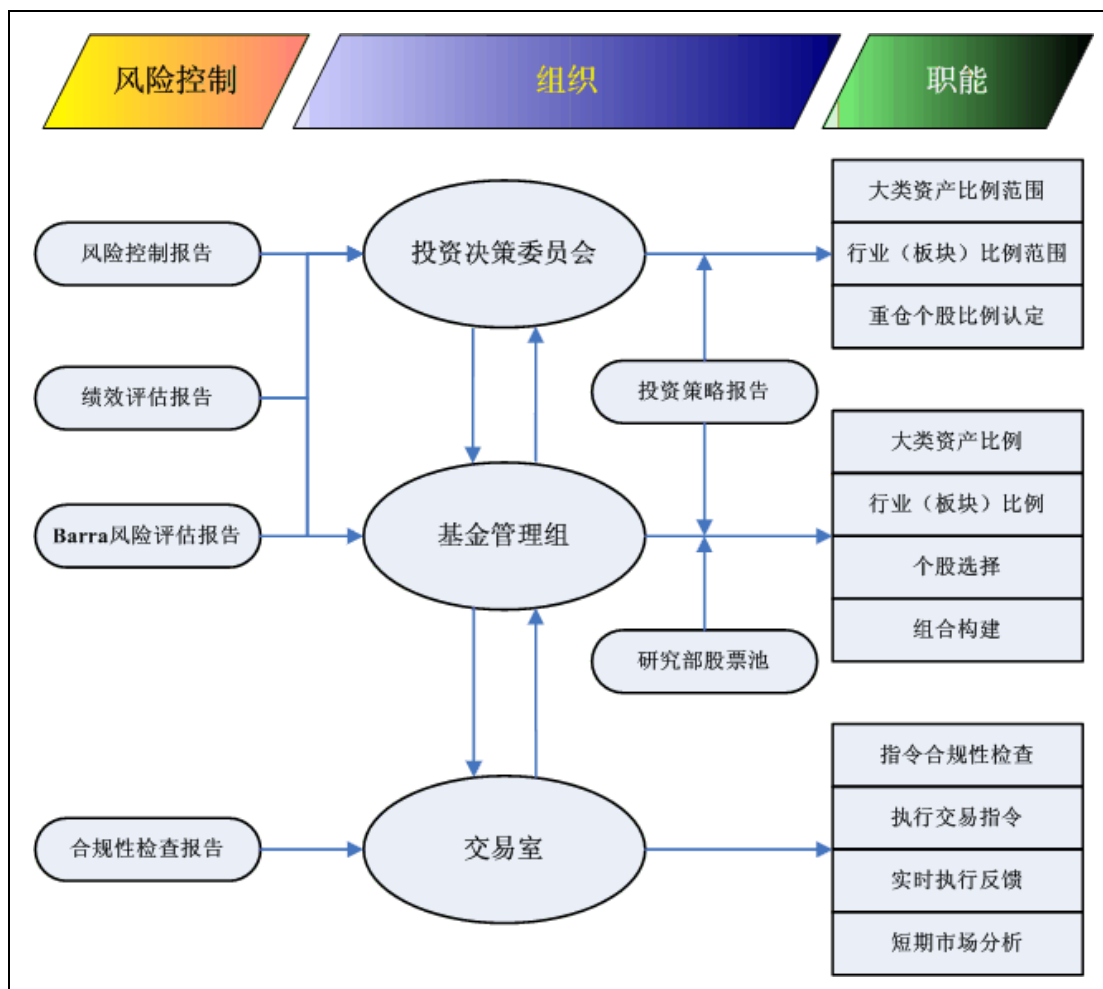 风险控制
组织
职能
大类资产比例范围
风险控制报告
投资决策委员会
行业（板块）比例范围
重仓个股比例认定
绩效评估报告
投资策略报告
大类资产比例
行业（板块）比例
Barra风险评估报告
基金管理组
个股选择
组合构建
研究部股票池
指令合规性检查
执行交易指令
合规性检查报告
交易室
实时执行反馈
短期市场分析